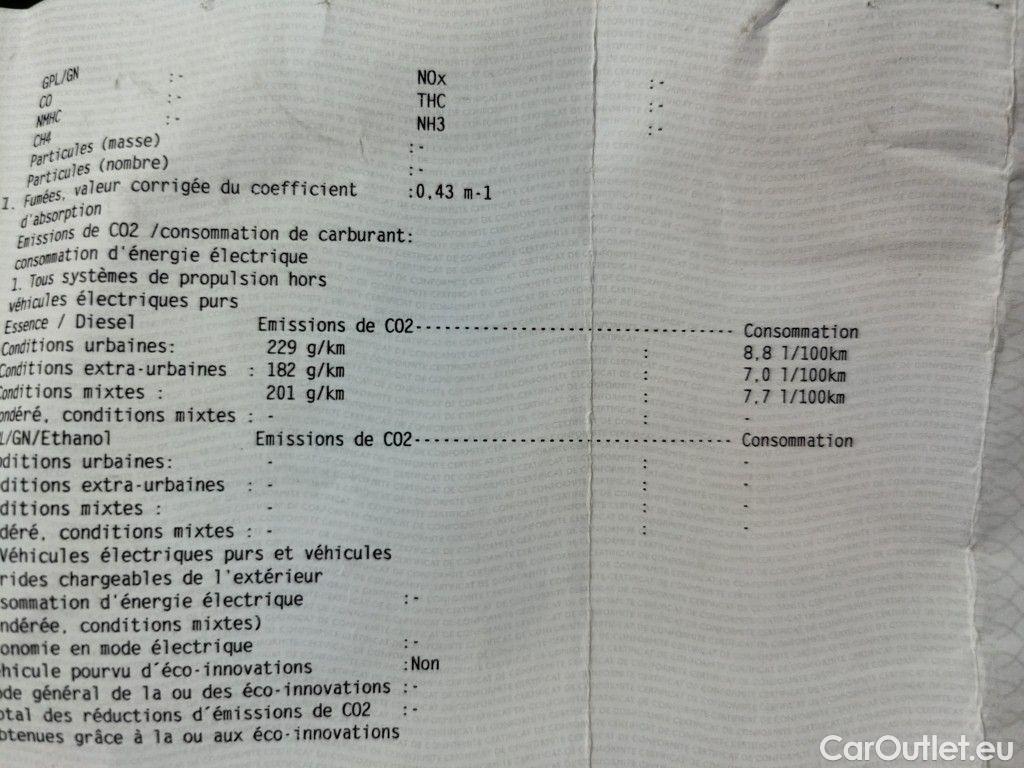 GPL/GN :- NOx :-
CO :- THC :-
NMHC NH3 :-
CH4 :-
Particules (masse) :-
Particules (nombre)
1. Fumées, valeur corrigée du coefficient :0,43 m-1
d'absorption
Emissions de CO2 /consommation de carburant:
consommation d'énergie électrique
1. Tous systèmes de propulsion hors
véhicules électriques purs
Essence / Diesel Emissions de CO2-------------------------------- Consommation
Conditions urbaines: 229 g/km : 8,8 l/100km
Conditions extra-urbaines : 182 g/km : 7,0 l/100km
Conditions mixtes : 201 g/km : 7,7 l/100km
ondéré, conditions mixtes : - : -
L/GN/Ethanol Emissions de CO2-------------------------------- Consommation
ditions urbaines: - : -
ditions extra-urbaines : - : -
ditions mixtes : - : -
déré, conditions mixtes : - : -
Véhicules électriques purs et véhicules
rides chargeables de l'extérieur
sommation d'énergie électrique :-
ndérée, conditions mixtes)
onomie en mode électrique :-
hicule pourvu d'éco-innovations :Non
de général de la ou des éco-innovations :-
otal des réductions d'émissions de CO2 :-
btenues grâce à la ou aux éco-innovations
CarOutlet.eu